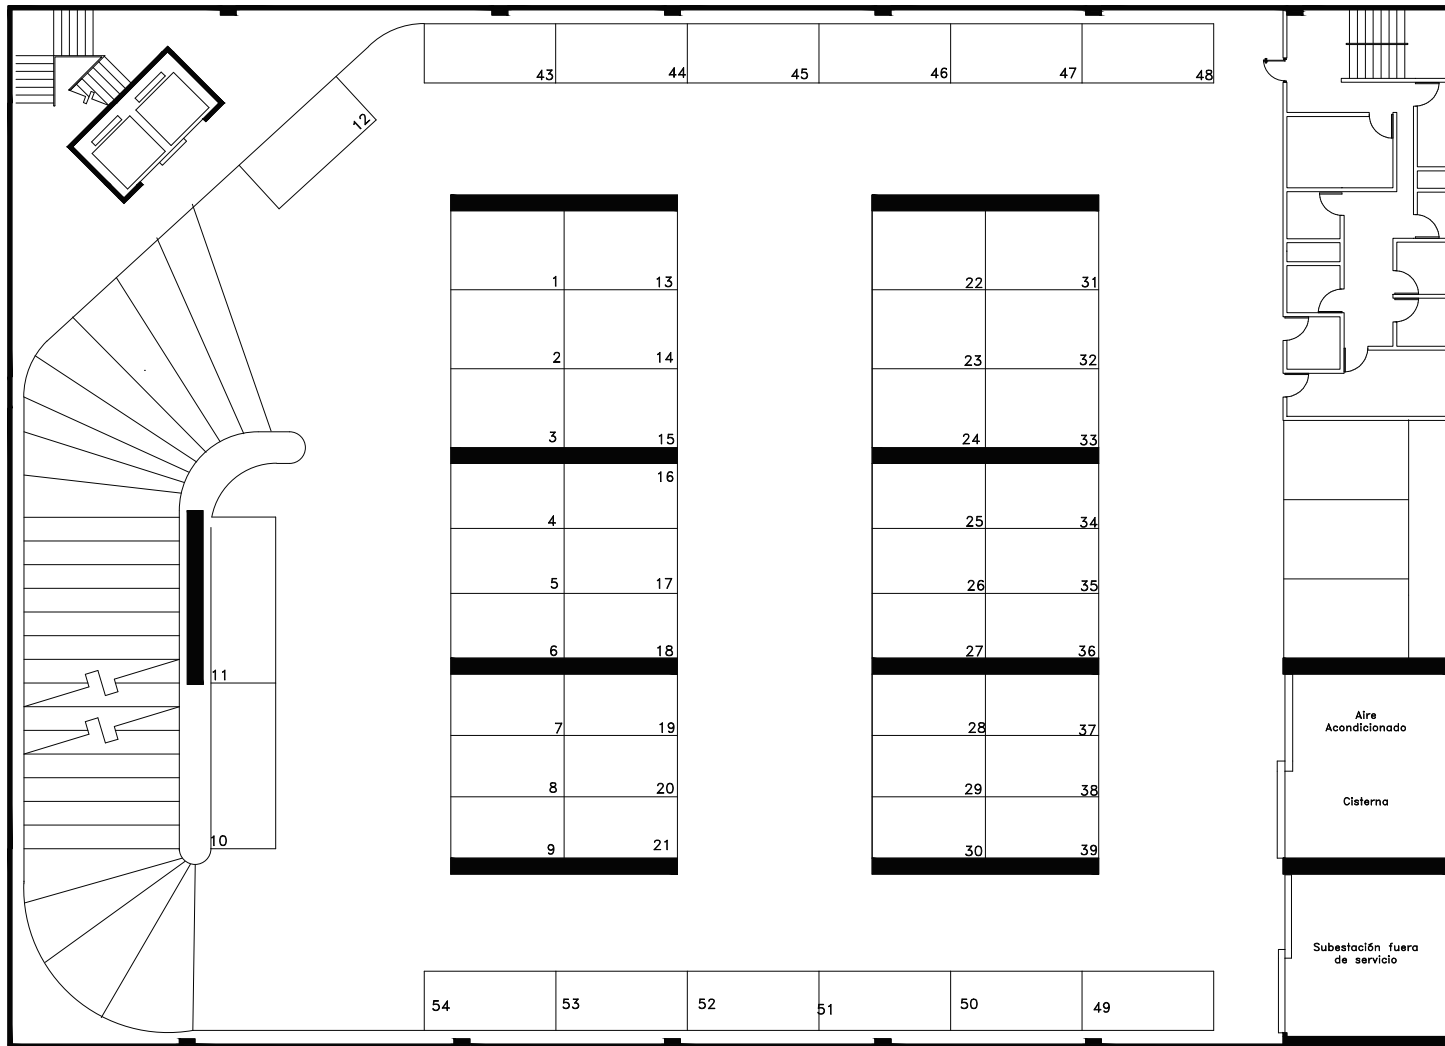 43 44 45 46 47 48
12
1 13 22 31
2 14 23 32
3 15 24 33
16
4 25 34
5 17 26 35
6 18 27 36
11
7 19 28 37
8 20 29 38
10
9 21 30 39
Aire
Acondicionado
Cisterna
Subestación fuera
de servicio
54 53 52 51 50 49